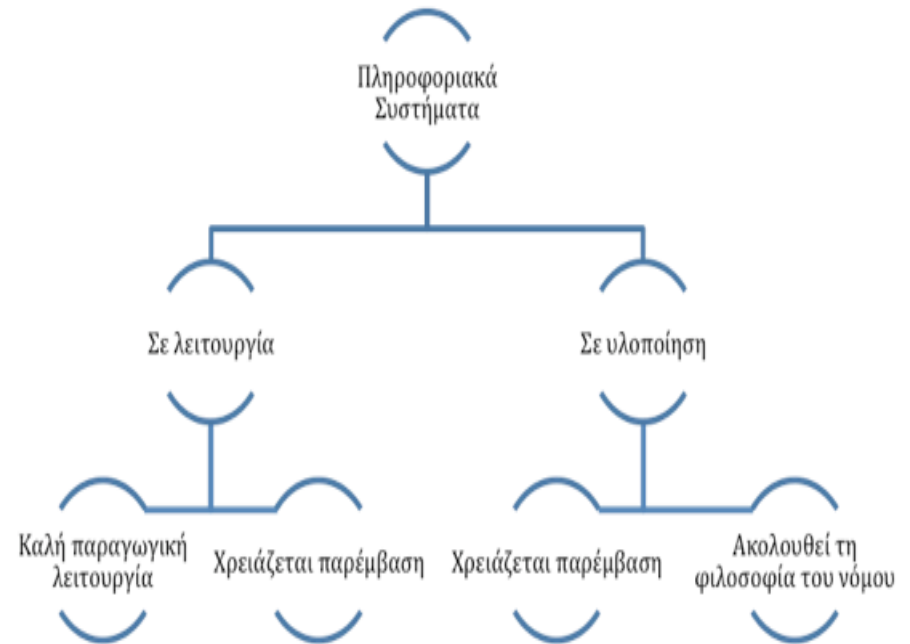 Πληροφοριακά
Συστήματα
Σε λειτουργία
Σε υλοποίηση
Καλή παραγωγική
λειτουργία
Χρειάζεται παρέμβαση
Χρειάζεται παρέμβαση
Ακολουθεί τη
φιλοσοφία του νόμου